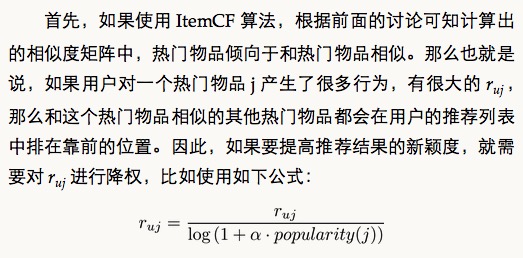 首先，如果使用 ItemCF 算法，根据前面的讨论可知计算出
的相似度矩阵中，热门物品倾向于和热门物品相似。那么也就是
说，如果用户对一个热门物品 j 产生了很多行为，有很大的 r_{uj}，
那么和这个热门物品相似的其他热门物品都会在用户的推荐列表
中排在靠前的位置。因此，如果要提高推荐结果的新颖度，就需
要对 r_{uj} 进行降权，比如使用如下公式：
r_{uj} = \frac{r_{uj}}{\log(1 + α · popularity(j))}